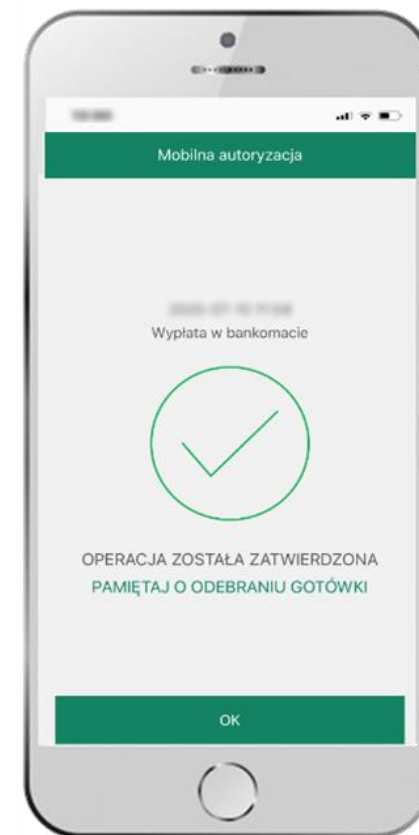 Mobilna autoryzacja
Wypłata w bankomacie
OPERACJA ZOSTAŁA ZATWIERDZONA
PAMIĘTAJ O ODEBRANIU GOTÓWKI
OK